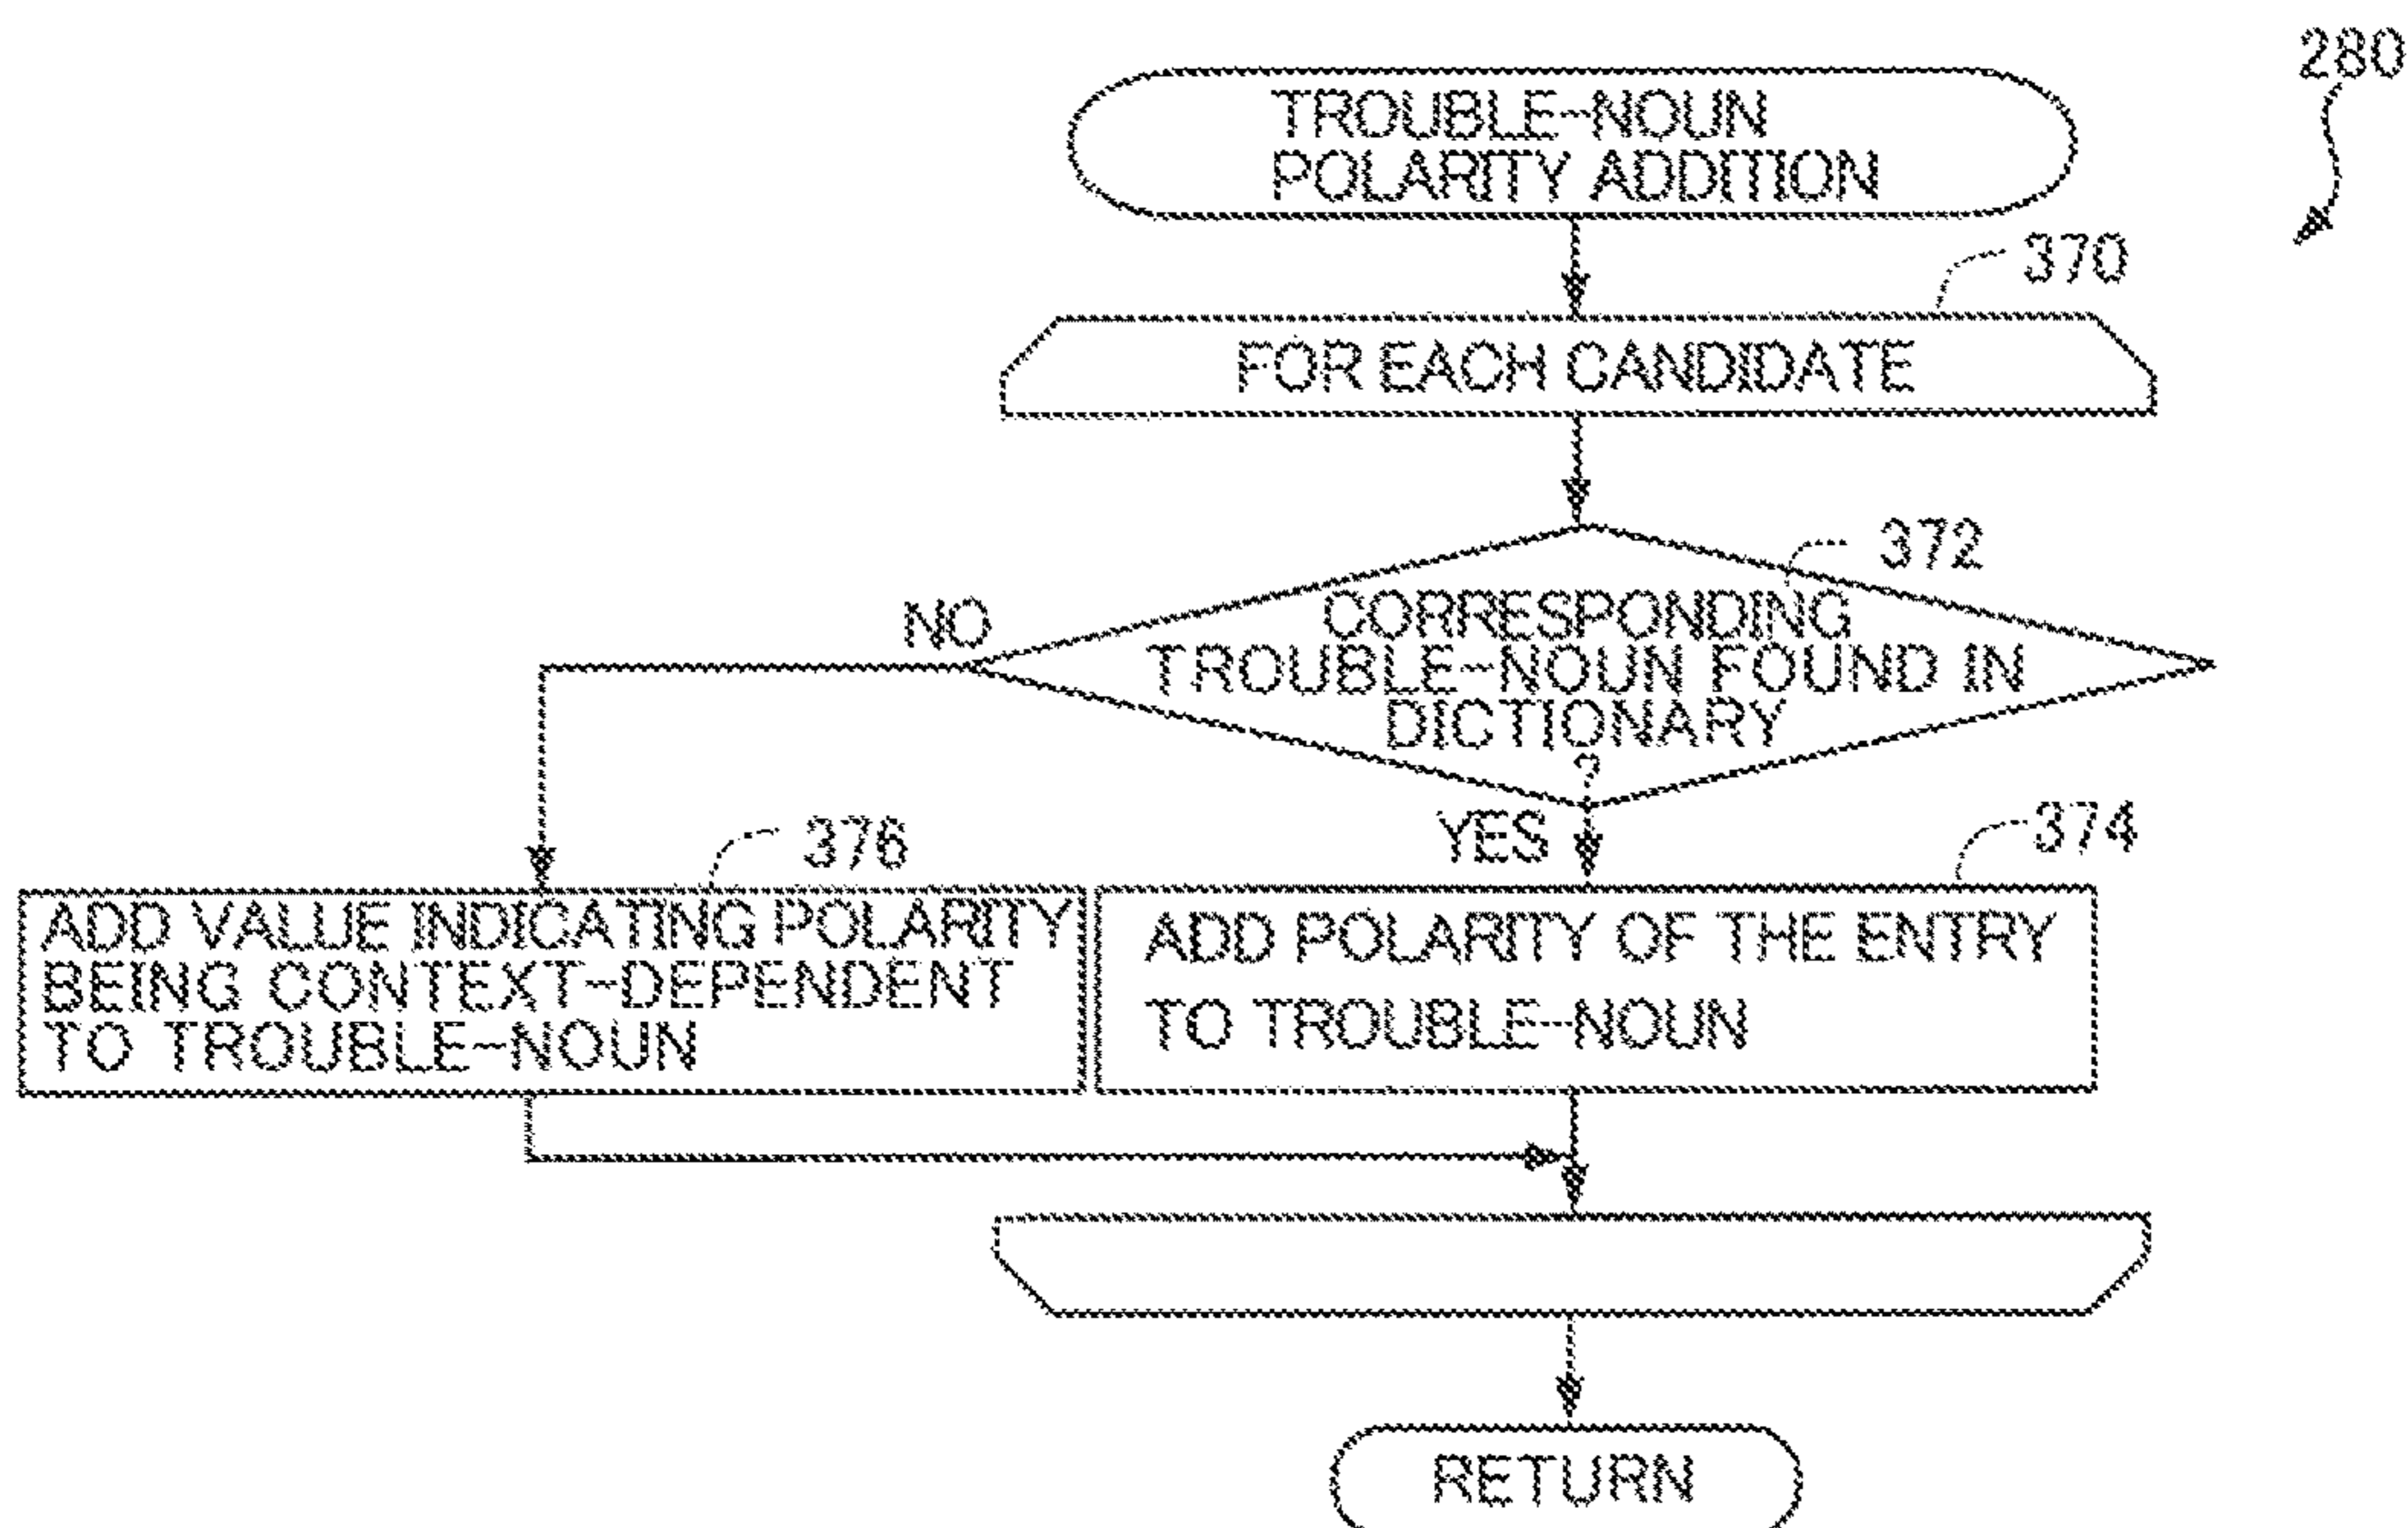 280
TROUBLE-NOUN
POLARITY ADDITION
370
FOR EACH CANDIDATE
372
CORRESPONDING
TROUBLE-NOUN FOUND IN
DICTIONARY
?
NO
YES
376
374
ADD VALUE INDICATING POLARITY
BEING CONTEXT-DEPENDENT
TO TROUBLE-NOUN
ADD POLARITY OF THE ENTRY
TO TROUBLE-NOUN
RETURN